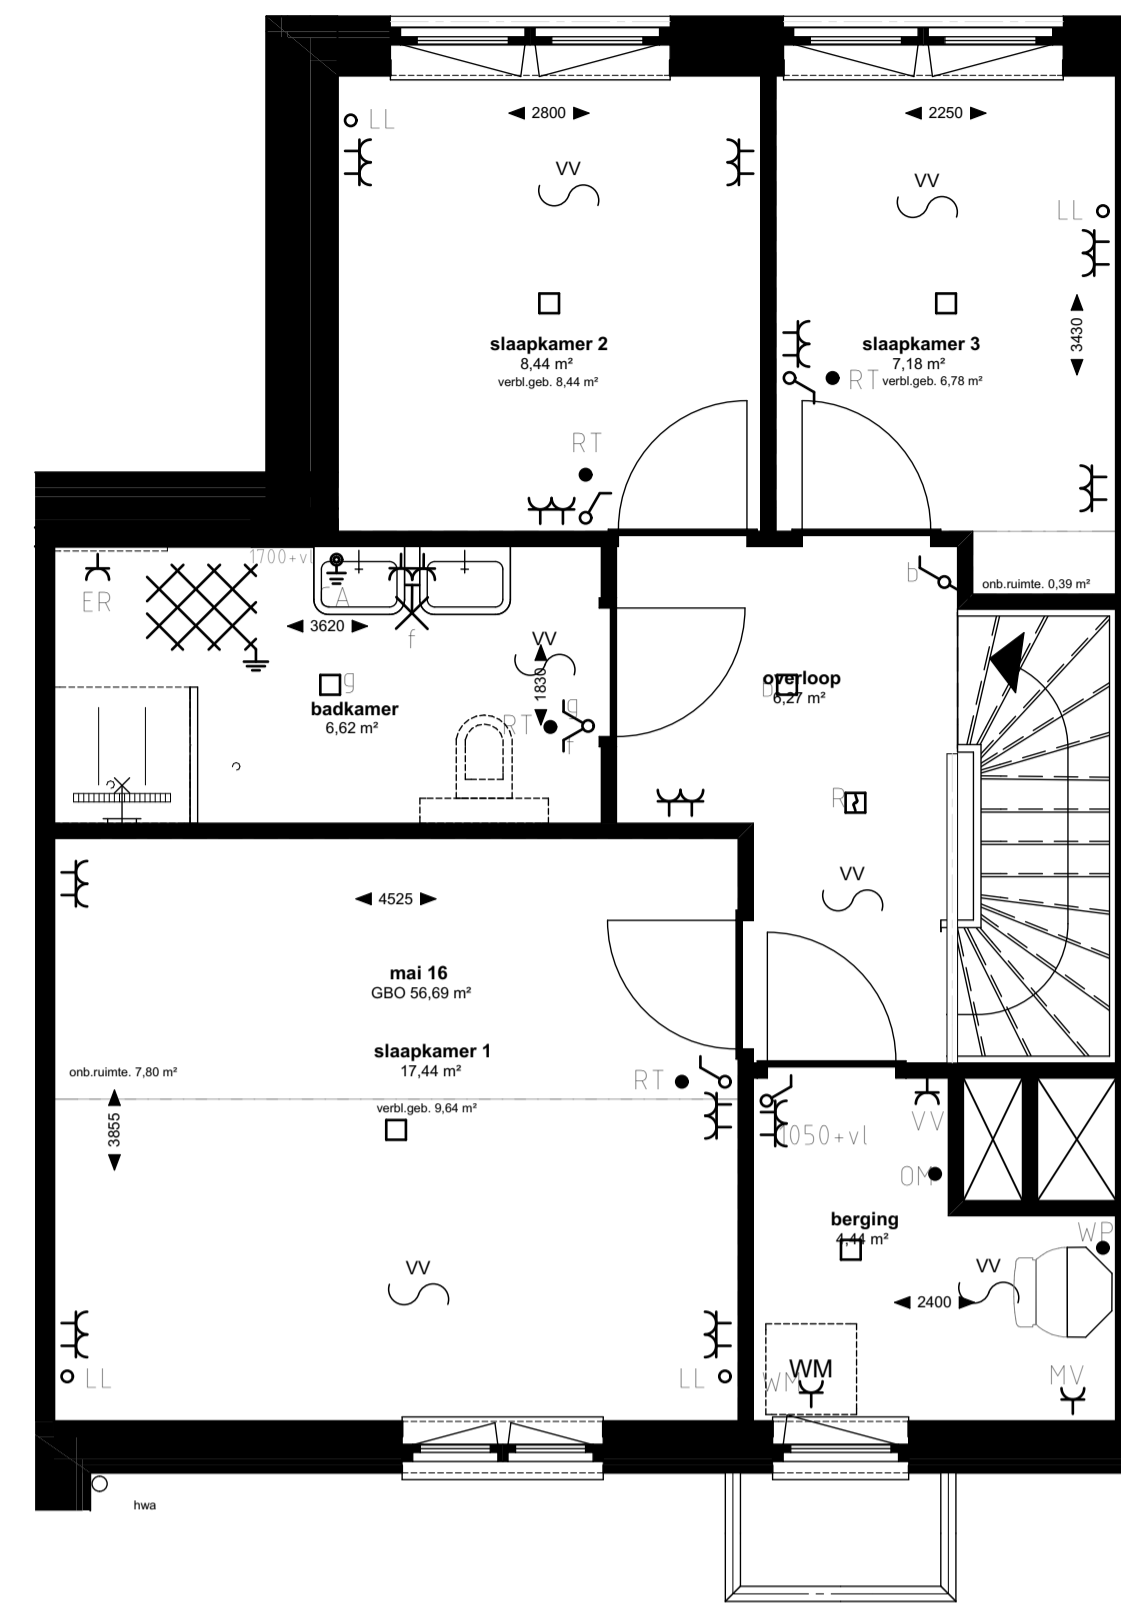 2800
2250
LL
VV
VV
LL
3430
slaapkamer 2
8,44 m²
verbl.geb. 8,44 m²
slaapkamer 3
7,18 m²
verbl.geb. 6,78 m²
RT
RT
1700+vl
ER
CA
3620
f
b
onb.ruimte. 0,39 m²
VV
1830
g
badkamer
6,62 m²
RT
g
f
overloop
6,27 m²
b
R
VV
4525
mai 16
GBO 56,69 m²
slaapkamer 1
17,44 m²
onb.ruimte. 7,80 m²
verbl.geb. 9,64 m²
3855
RT
1050+vl
VV
OM
berging
4,44 m²
WP
VV
VV
2400
WM
WM
MV
LL
LL
hwa